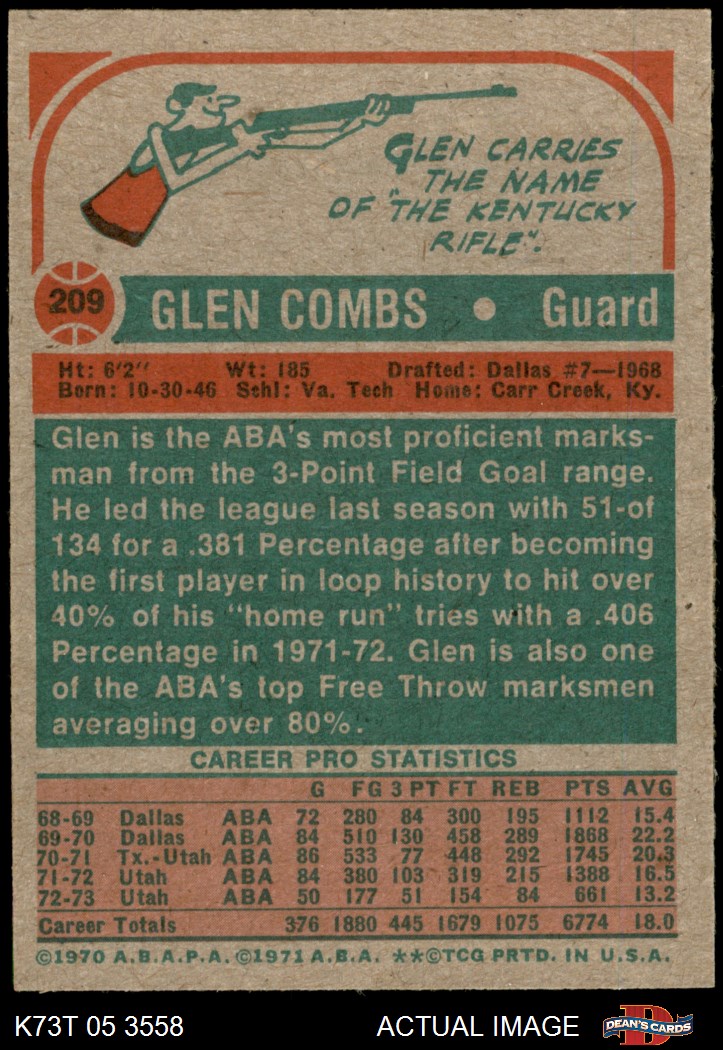 GLEN CARRIES
THE NAME
OF "THE KENTUCKY
RIFLE".
209 GLEN COMBS • Guard
Ht: 6'2" Wt: 185 Drafted: Dallas #7—1968
Born: 10-30-46 Schl: Va. Tech Home: Carr Creek, Ky.
Glen is the ABA's most proficient marks-
man from the 3-Point Field Goal range.
He led the league last season with 51-of
134 for a .381 Percentage after becoming
the first player in loop history to hit over
40% of his "home run" tries with a .406
Percentage in 1971-72. Glen is also one
of the ABA's top Free Throw marksmen
averaging over 80%.
CAREER PRO STATISTICS
G FG 3 PT FT REB PTS AVG
68-69 Dallas ABA 72 280 84 300 195 1112 15.4
69-70 Dallas ABA 84 510 130 458 289 1868 22.2
70-71 Tx.-Utah ABA 86 533 77 448 292 1745 20.3
71-72 Utah ABA 84 380 103 319 215 1388 16.5
72-73 Utah ABA 50 177 51 154 84 661 13.2
Career Totals 376 1880 445 1679 1075 6774 18.0
©1970 A.B.A.P.A. ©1971 A.B.A. **©TCG PRTD. IN U.S.A.
K73T 05 3558 ACTUAL IMAGE D DEAN'S CARDS